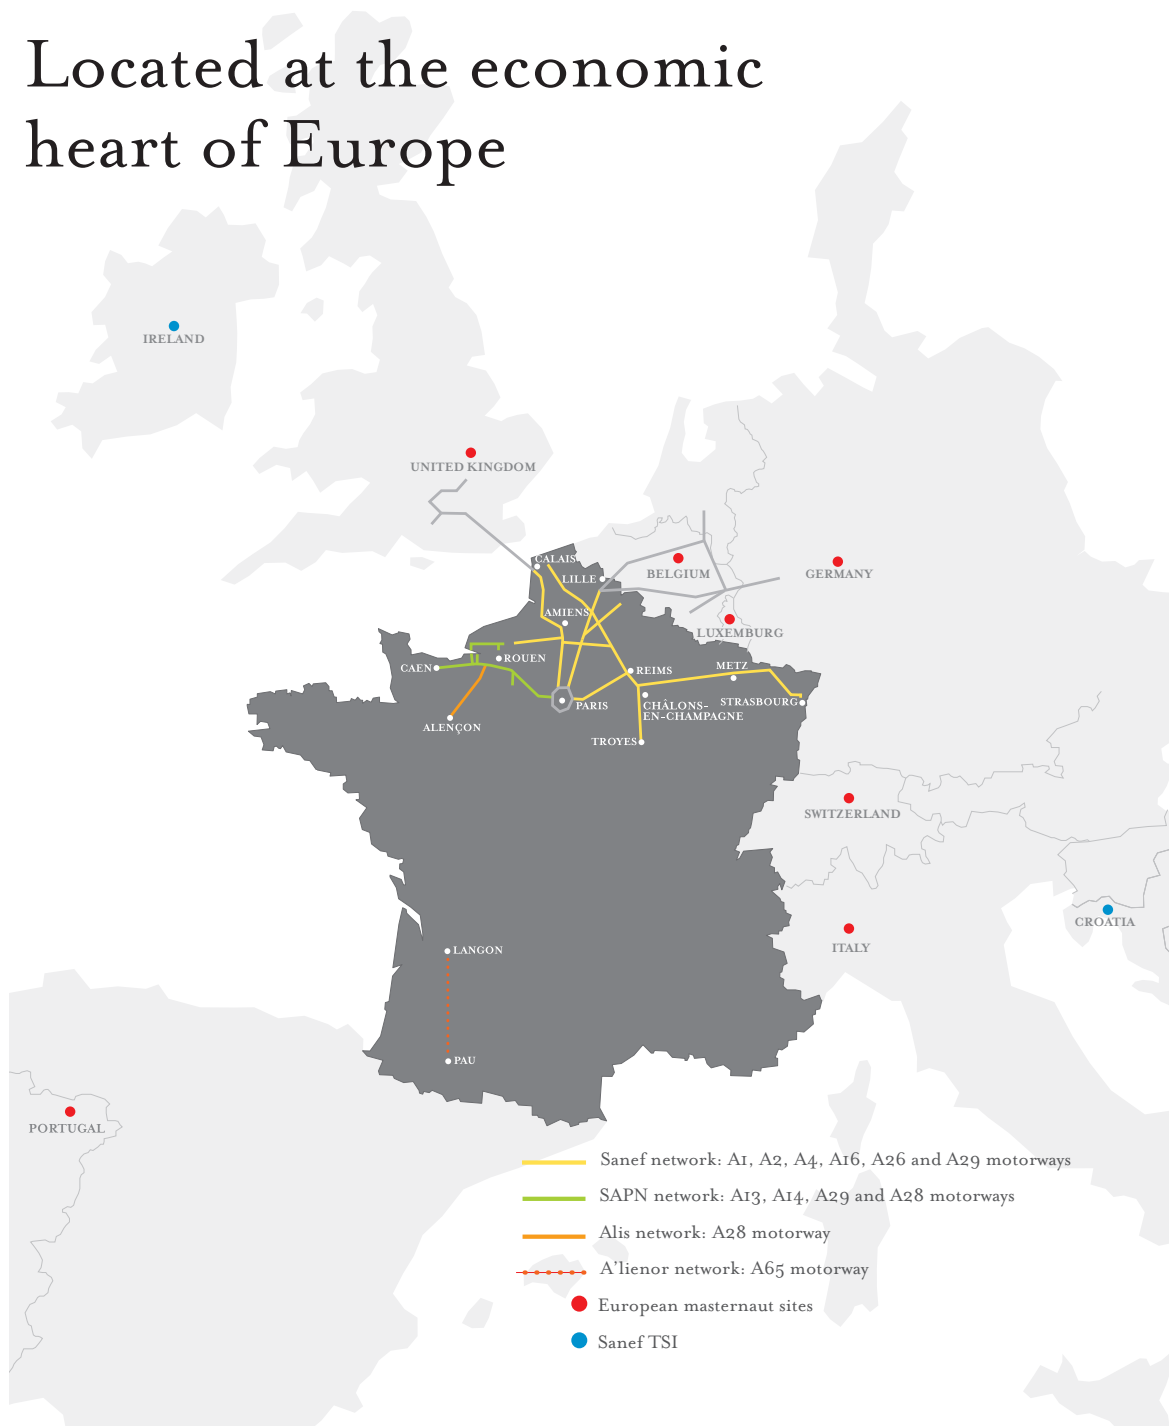 Located at the economic
heart of Europe
IRELAND
UNITED KINGDOM
CALAIS
LILLE
BELGIUM
GERMANY
AMIENS
LUXEMBURG
ROUEN
CAEN
REIMS
METZ
PARIS
CHÂLONS-
EN-CHAMPAGNE
STRASBOURG
ALENÇON
TROYES
SWITZERLAND
CROATIA
ITALY
LANGON
PAU
PORTUGAL
Sanef network: A1, A2, A4, A16, A26 and A29 motorways
SAPN network: A13, A14, A29 and A28 motorways
Alis network: A28 motorway
A'lienor network: A65 motorway
European masternaut sites
Sanef TSI